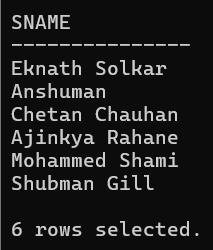 SNAME
---------------
Eknath Solkar
Anshuman
Chetan Chauhan
Ajinkya Rahane
Mohammed Shami
Shubman Gill

6 rows selected.